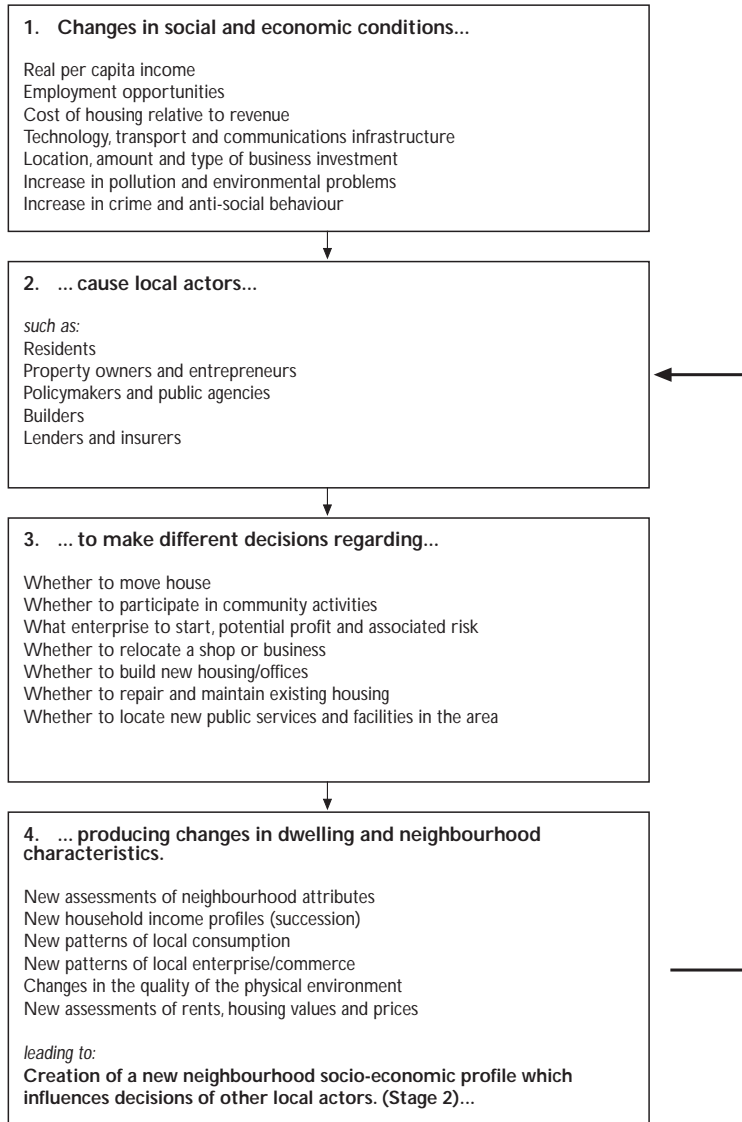 1. Changes in social and economic conditions...
Real per capita income
Employment opportunities
Cost of housing relative to revenue
Technology, transport and communications infrastructure
Location, amount and type of business investment
Increase in pollution and environmental problems
Increase in crime and anti-social behaviour
2. ... cause local actors...
such as:
Residents
Property owners and entrepreneurs
Policymakers and public agencies
Builders
Lenders and insurers
3. ... to make different decisions regarding...
Whether to move house
Whether to participate in community activities
What enterprise to start, potential profit and associated risk
Whether to relocate a shop or business
Whether to build new housing/offices
Whether to repair and maintain existing housing
Whether to locate new public services and facilities in the area
4. ... producing changes in dwelling and neighbourhood
characteristics.
New assessments of neighbourhood attributes
New household income profiles (succession)
New patterns of local consumption
New patterns of local enterprise/commerce
Changes in the quality of the physical environment
New assessments of rents, housing values and prices
leading to:
Creation of a new neighbourhood socio-economic profile which
influences decisions of other local actors. (Stage 2)...